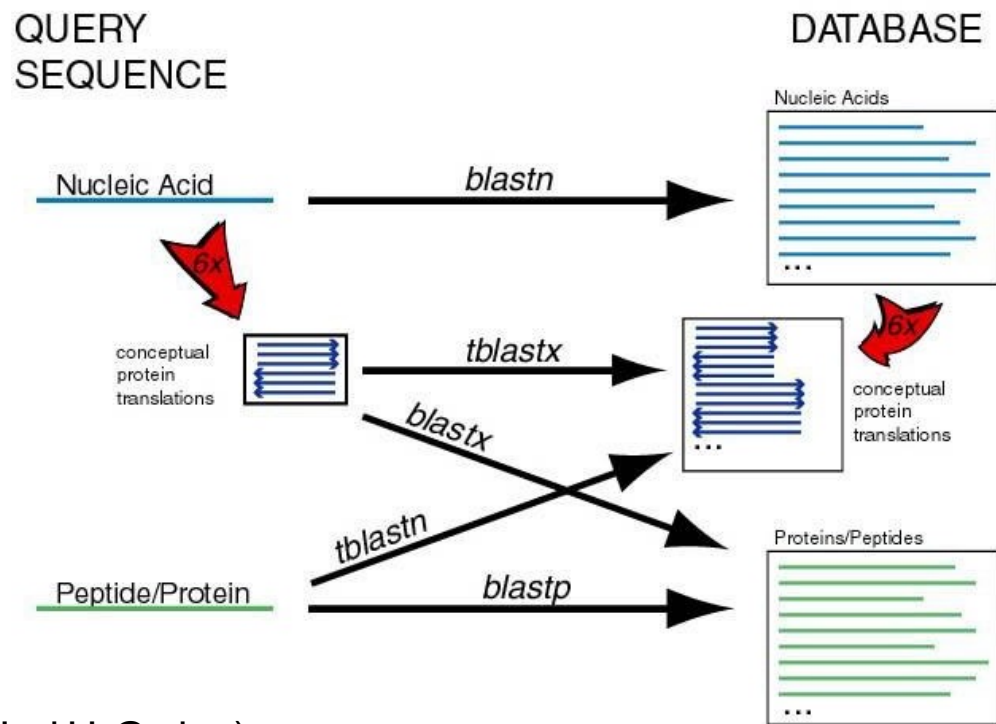 QUERY
SEQUENCE
DATABASE
Nucleic Acids
Nucleic Acid
blastn
...
6x
6x
conceptual
protein
translations
tblastx
conceptual
protein
translations
...
blastx
tblastn
Proteins/Peptides
Peptide/Protein
blastp
...